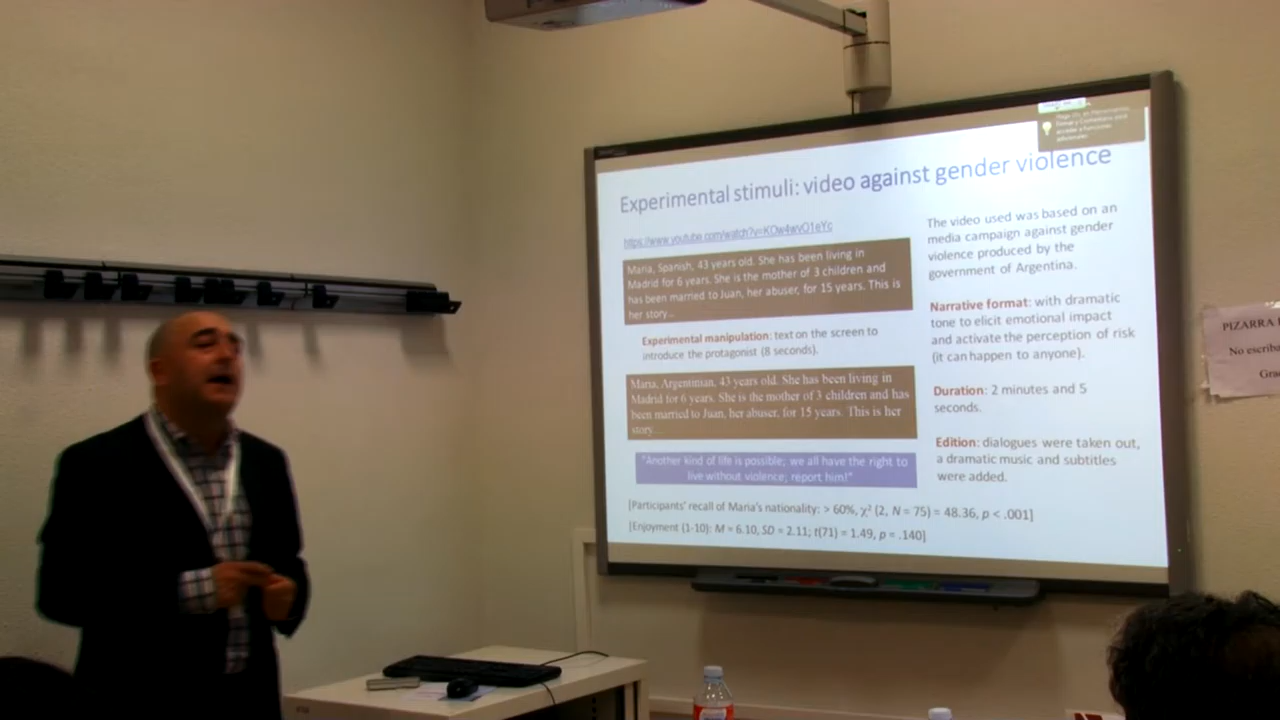 Experimental stimuli: video against gender violence
https://www.youtube.com/watch?v=
Maria, Spanish, 43 years old. She has been living in
Madrid for 6 years. She is the mother of 3 children and
has been married to Juan, her abuser, for 15 years. This is
her story...
Experimental manipulation: text on the screen to
introduce the protagonist (8 seconds).
Maria, Argentinian, 43 years old. She has been living in
Madrid for 6 years. She is the mother of 3 children and has
been married to Juan, her abuser, for 15 years. This is her
story...
"Another kind of life is possible; we all have the right to
live without violence; report him!"
[Participants' recall of Maria's nationality: > 60%, χ² (2, N = 75) = 48.36, p < .001]
[Enjoyment (1-10): M = 6.10, SD = 2.11; t(71) = 1.49, p = .140]
The video used was based on an
media campaign against gender
violence produced by the
government of Argentina.
Narrative format: with dramatic
tone to elicit emotional impact
and activate the perception of risk
(it can happen to anyone).
Duration: 2 minutes and 5
seconds.
Edition: dialogues were taken out,
a dramatic music and subtitles
were added.
PIZARRA
No escriba
Gra